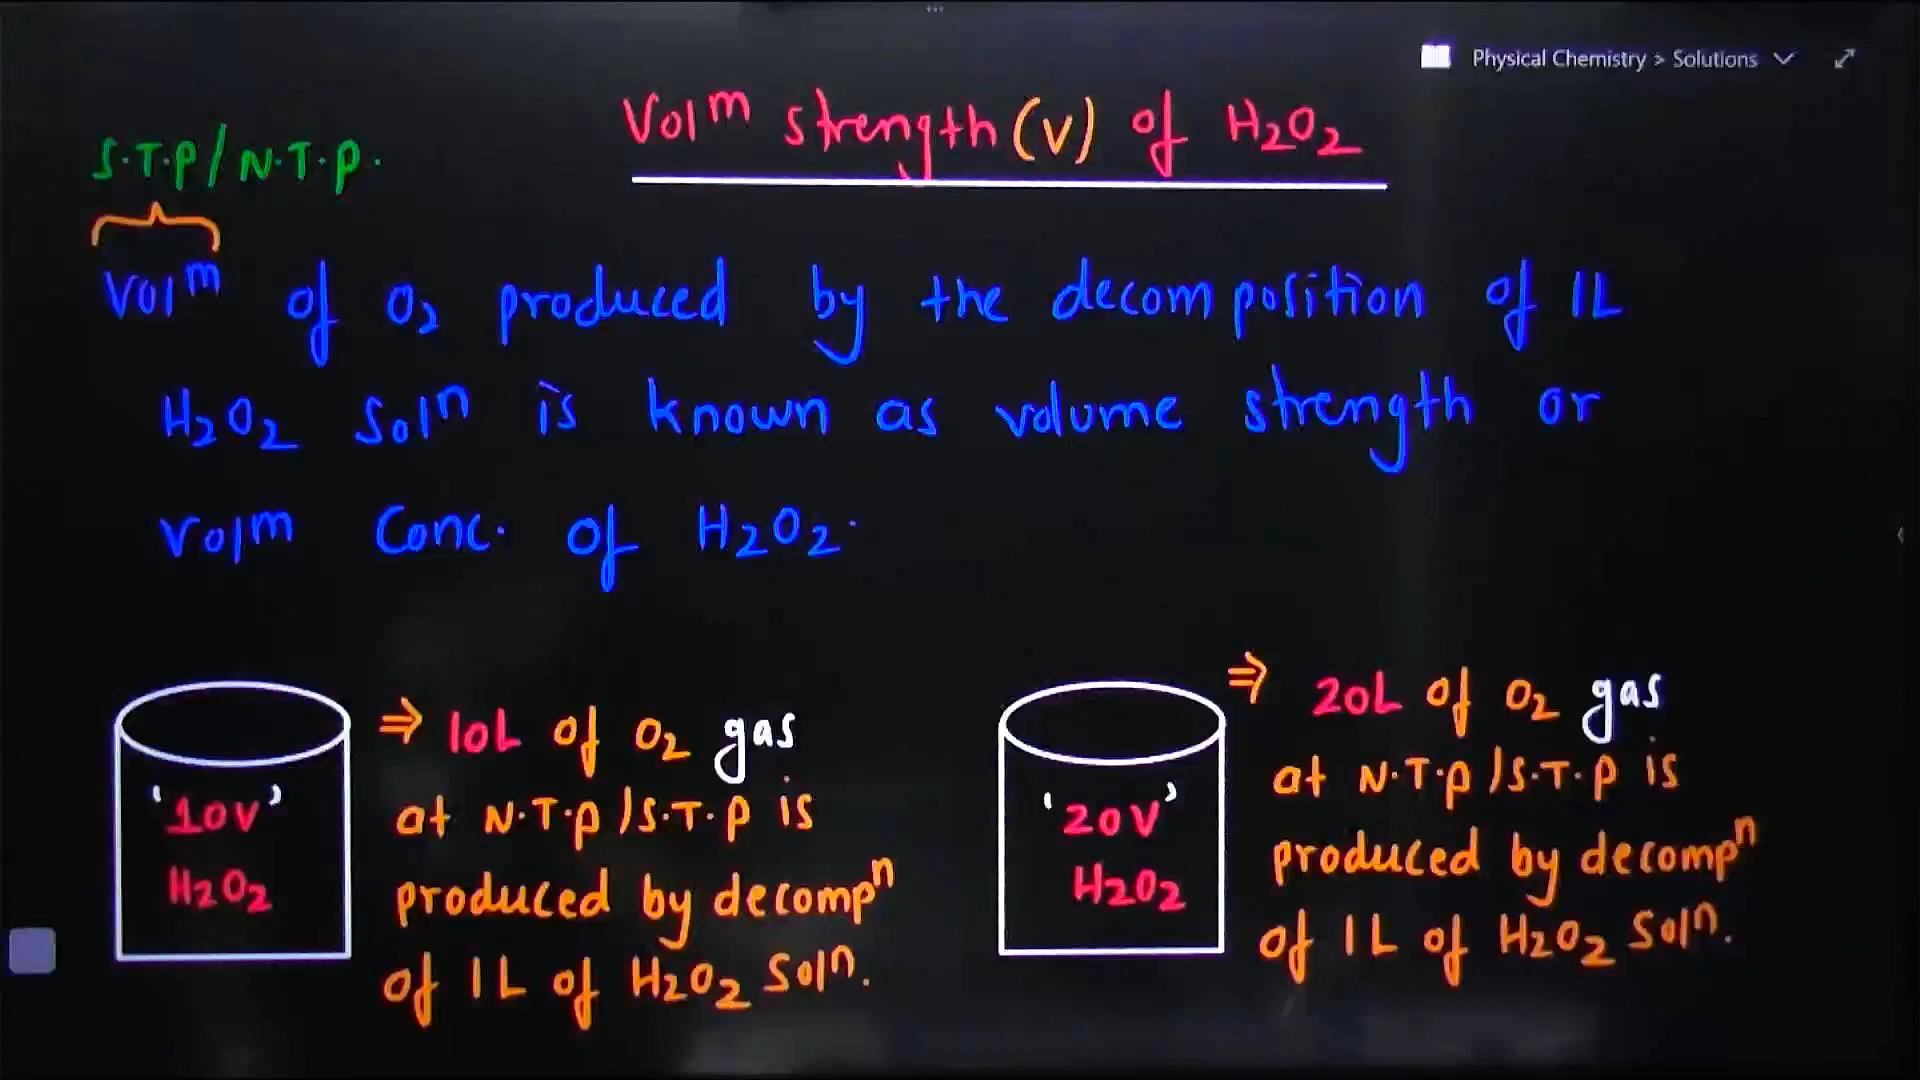 Physical Chemistry > Solutions
Volᵐ strength (V) of H₂O₂
S.T.P/N.T.P.
Volᵐ of O₂ produced by the decomposition of 1L
H₂O₂ Solⁿ is known as volume strength or
Volᵐ Conc. of H₂O₂.
⇒ 10L of O₂ gas
at N.T.P/S.T.P is
produced by decompⁿ
of 1L of H₂O₂ Solⁿ.
'10V'
H₂O₂
⇒ 20L of O₂ gas
at N.T.P/S.T.P is
produced by decompⁿ
of 1L of H₂O₂ Solⁿ.
'20V'
H₂O₂